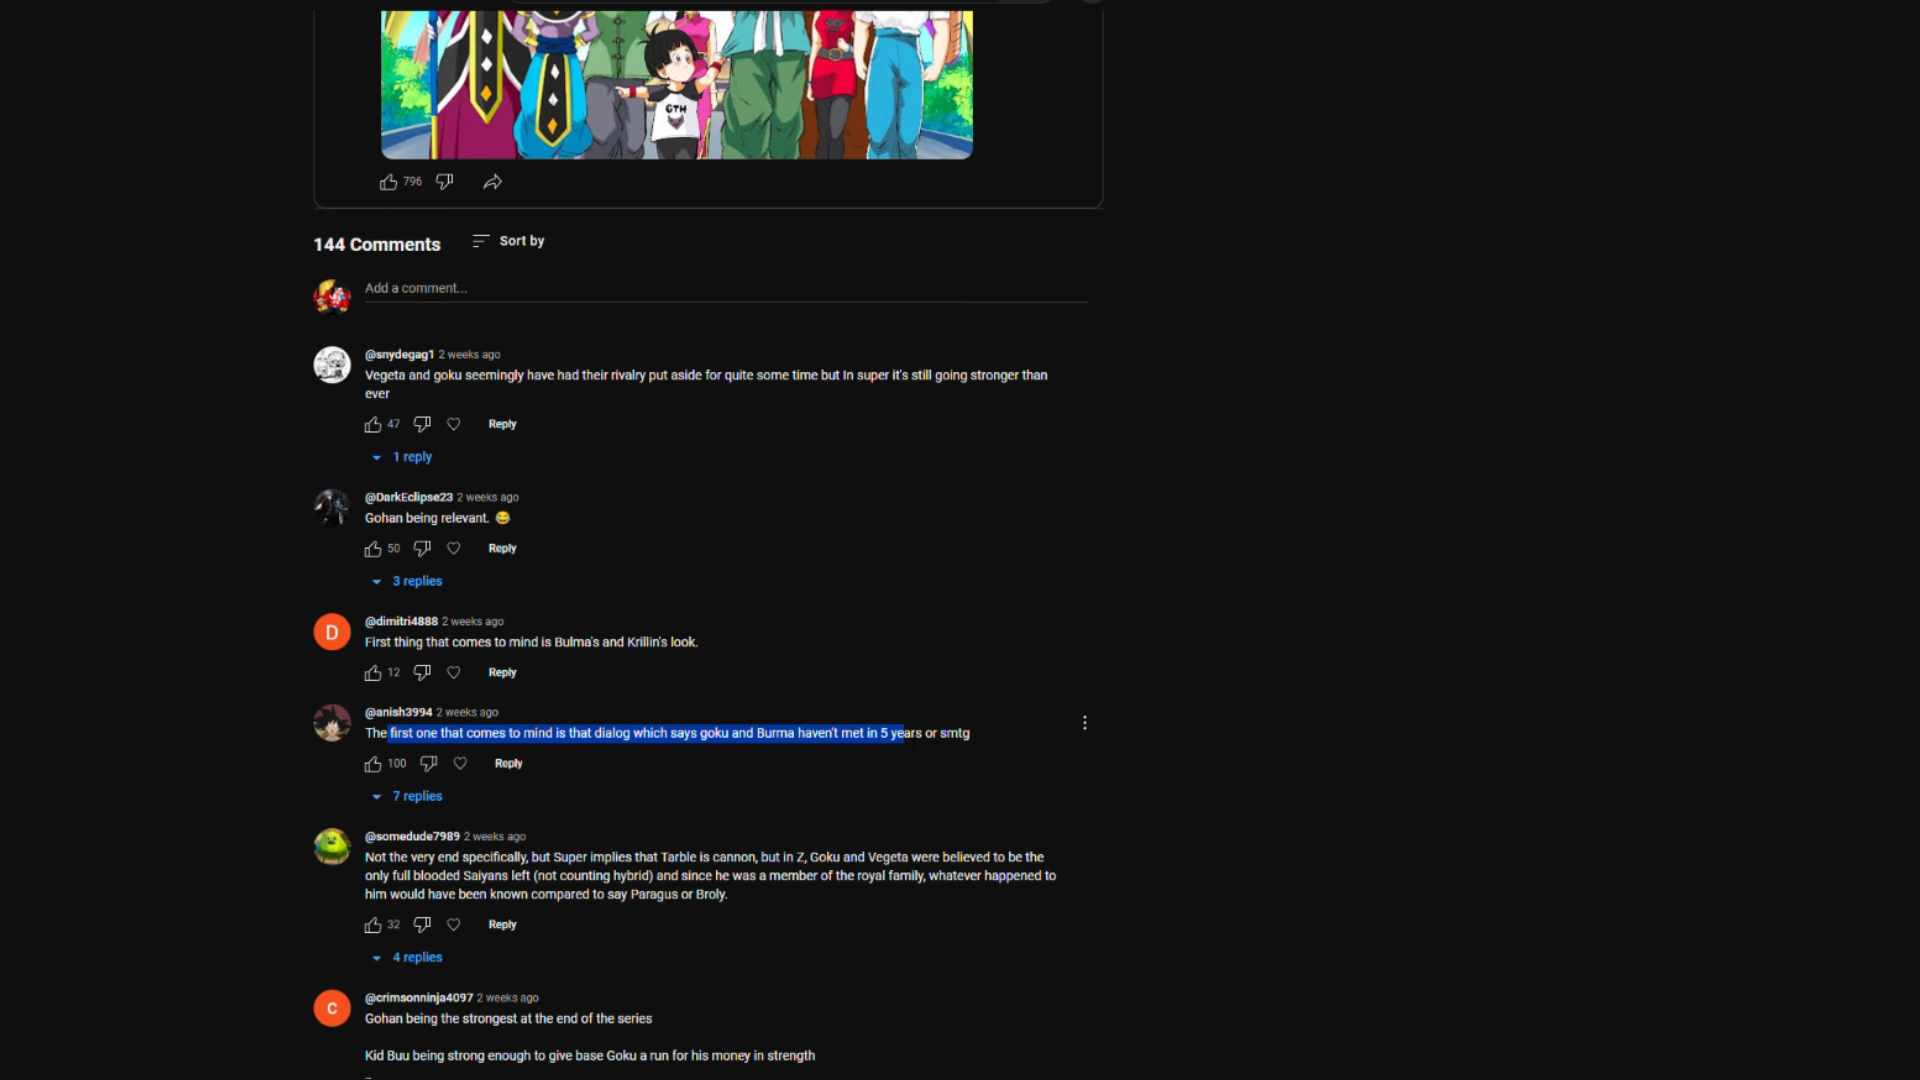 GTH
796
144 Comments
Sort by
Add a comment...
@snydegag1 2 weeks ago
Vegeta and goku seemingly have had their rivalry put aside for quite some time but In super it's still going stronger than
ever
47
Reply
1 reply
@DarkEclipse23 2 weeks ago
Gohan being relevant. 😂
50
Reply
3 replies
D
@dimitri4888 2 weeks ago
First thing that comes to mind is Bulma's and Krillin's look.
12
Reply
@anish3994 2 weeks ago
The first one that comes to mind is that dialog which says goku and Burma haven't met in 5 years or smtg
100
Reply
7 replies
@somedude7989 2 weeks ago
Not the very end specifically, but Super implies that Tarble is cannon, but in Z, Goku and Vegeta were believed to be the
only full blooded Saiyans left (not counting hybrid) and since he was a member of the royal family, whatever happened to
him would have been known compared to say Paragus or Broly.
32
Reply
4 replies
C
@crimsonninja4097 2 weeks ago
Gohan being the strongest at the end of the series
Kid Buu being strong enough to give base Goku a run for his money in strength